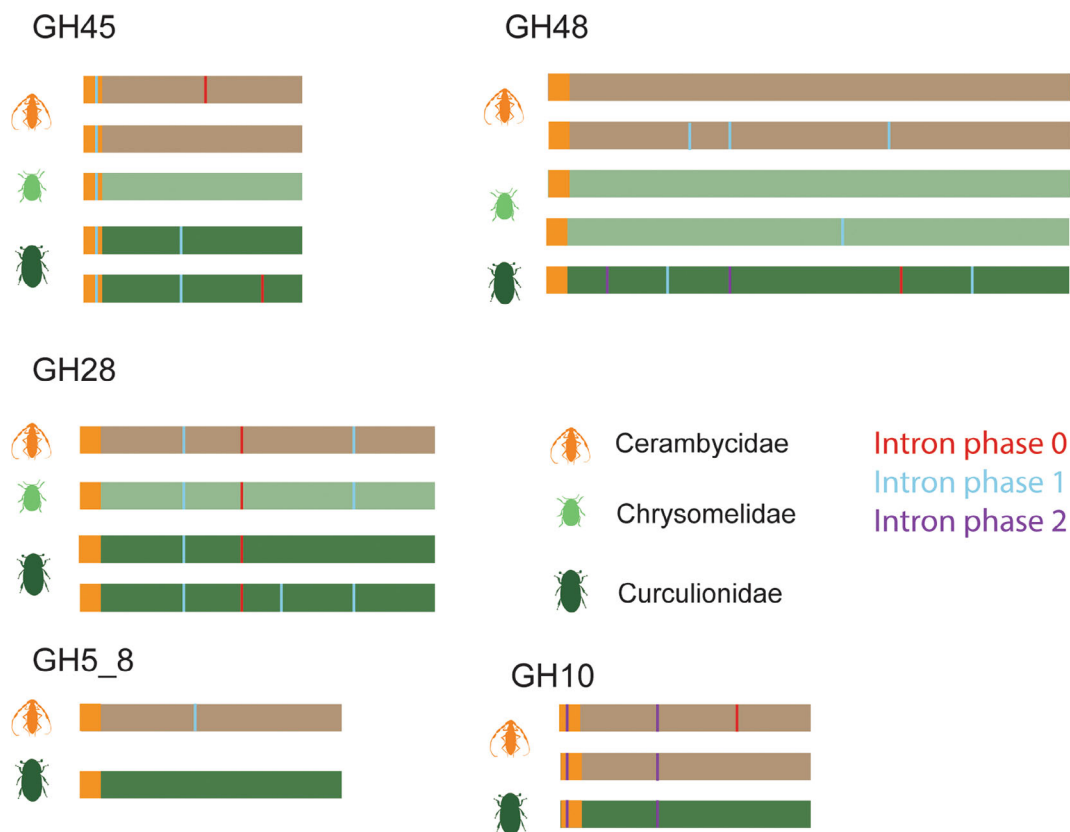 GH45
GH48
GH28
Cerambycidae
Chrysomelidae
Curculionidae
Intron phase 0
Intron phase 1
Intron phase 2
GH5_8
GH10